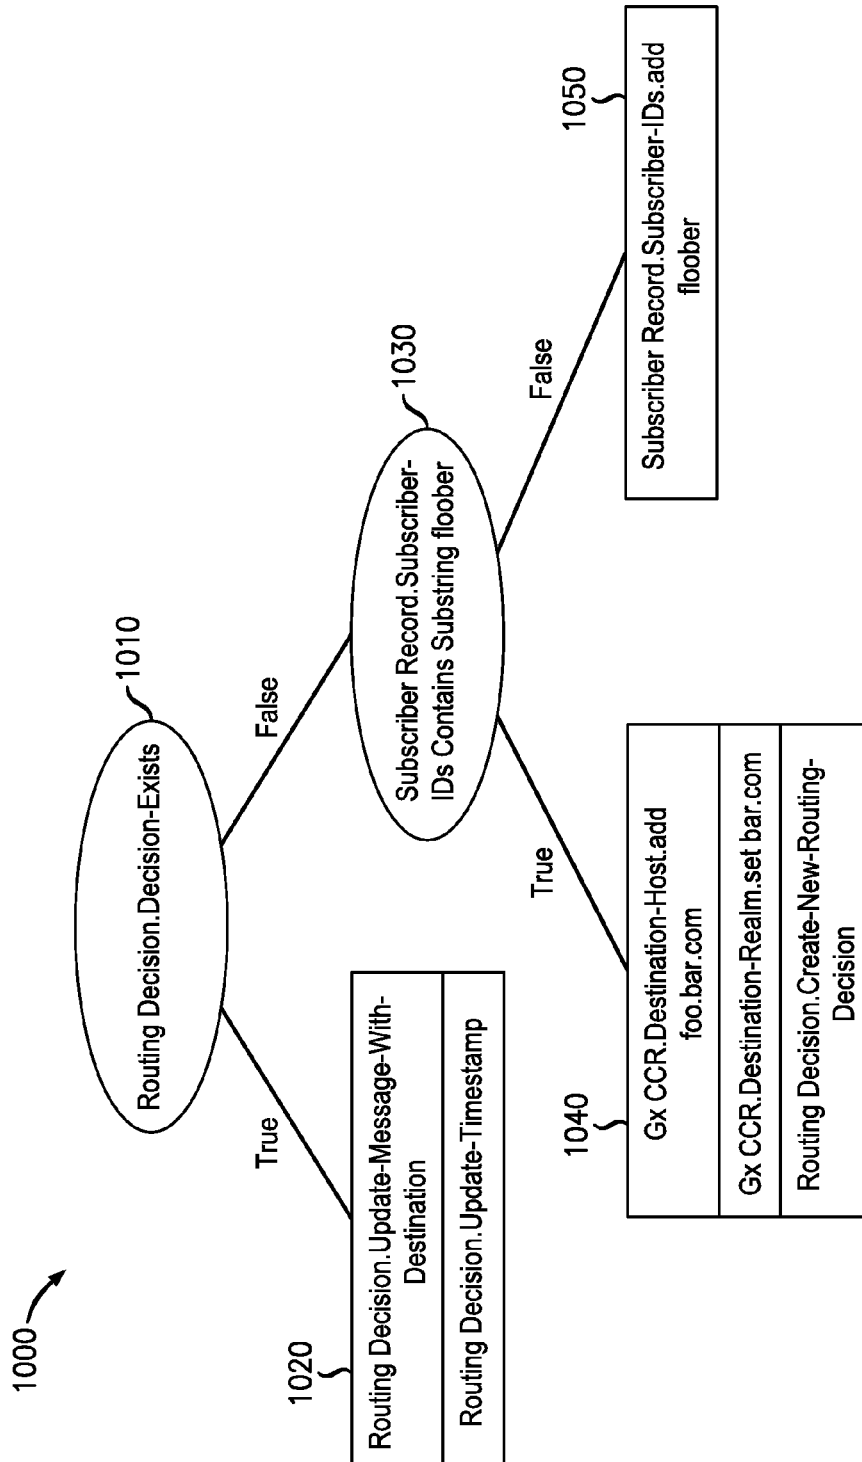 1000
1010
Routing Decision.Decision-Exists
True
False
1020
Routing Decision.Update-Message-With-
Destination
Routing Decision.Update-Timestamp
1030
Subscriber Record.Subscriber-
IDs Contains Substring floober
True
False
1040
Gx CCR.Destination-Host.add
foo.bar.com
Gx CCR.Destination-Realm.set bar.com
Routing Decision.Create-New-Routing-
Decision
1050
Subscriber Record.Subscriber-IDs.add
floober